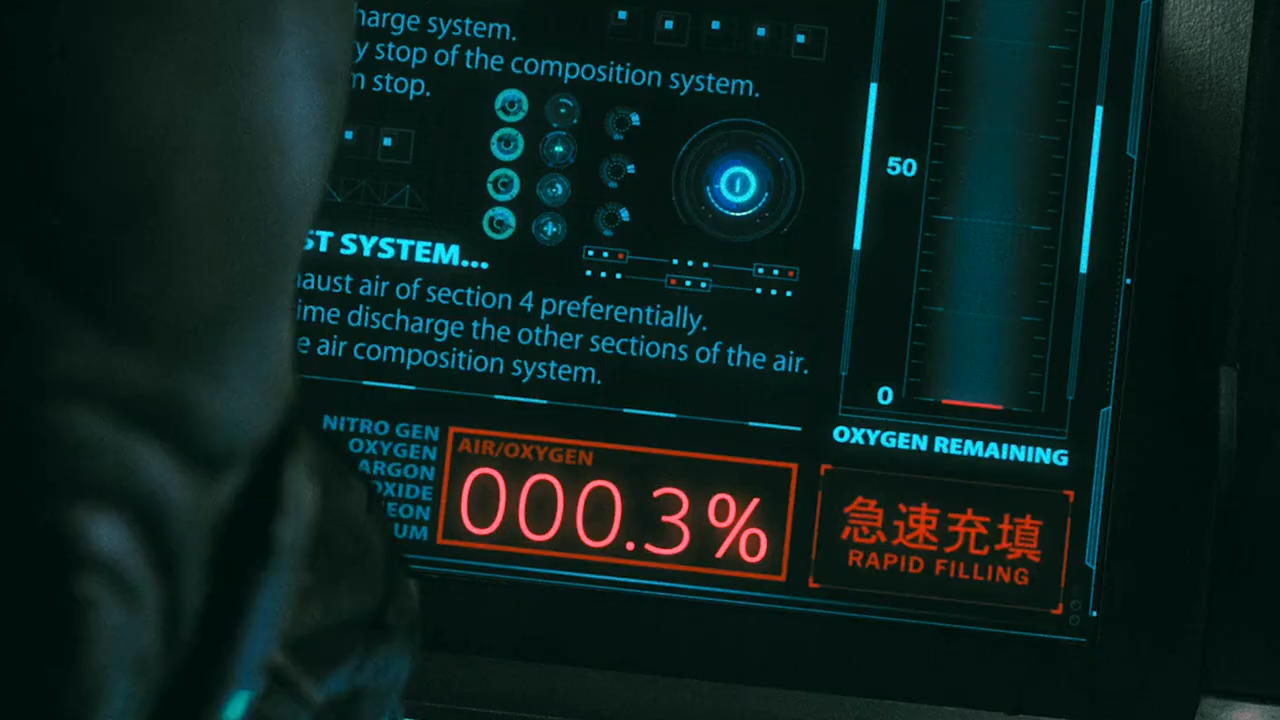 harge system.
y stop of the composition system.
m stop.
ST SYSTEM...
haust air of section 4 preferentially.
ime discharge the other sections of the air.
e air composition system.
50
0
OXYGEN REMAINING
NITRO GEN
OXYGEN
ARGON
OXIDE
EON
UM
AIR/OXYGEN
000.3%
急速充填
RAPID FILLING